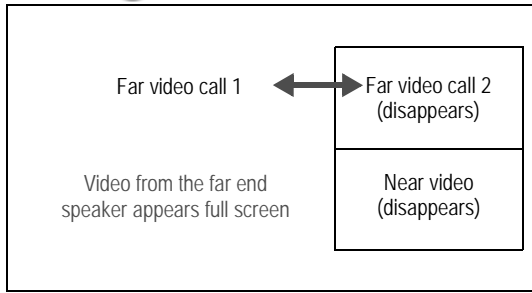 Far video call 1
Far video call 2
(disappears)
Video from the far end
speaker appears full screen
Near video
(disappears)